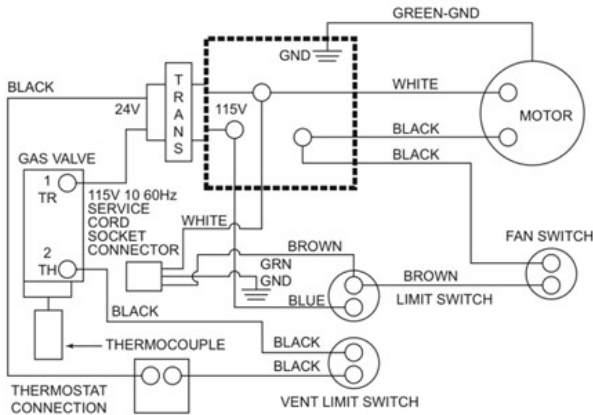 GREEN-GND
GND
BLACK
T
R
A
N
S
24V
115V
WHITE
MOTOR
BLACK
BLACK
GAS VALVE
1
TR
115V 10 60Hz
SERVICE
CORD
SOCKET
CONNECTOR
WHITE
2
TH
BROWN
FAN SWITCH
GRN
GND
BROWN
BLUE
LIMIT SWITCH
BLACK
THERMOCOUPLE
BLACK
BLACK
THERMOSTAT
CONNECTION
VENT LIMIT SWITCH